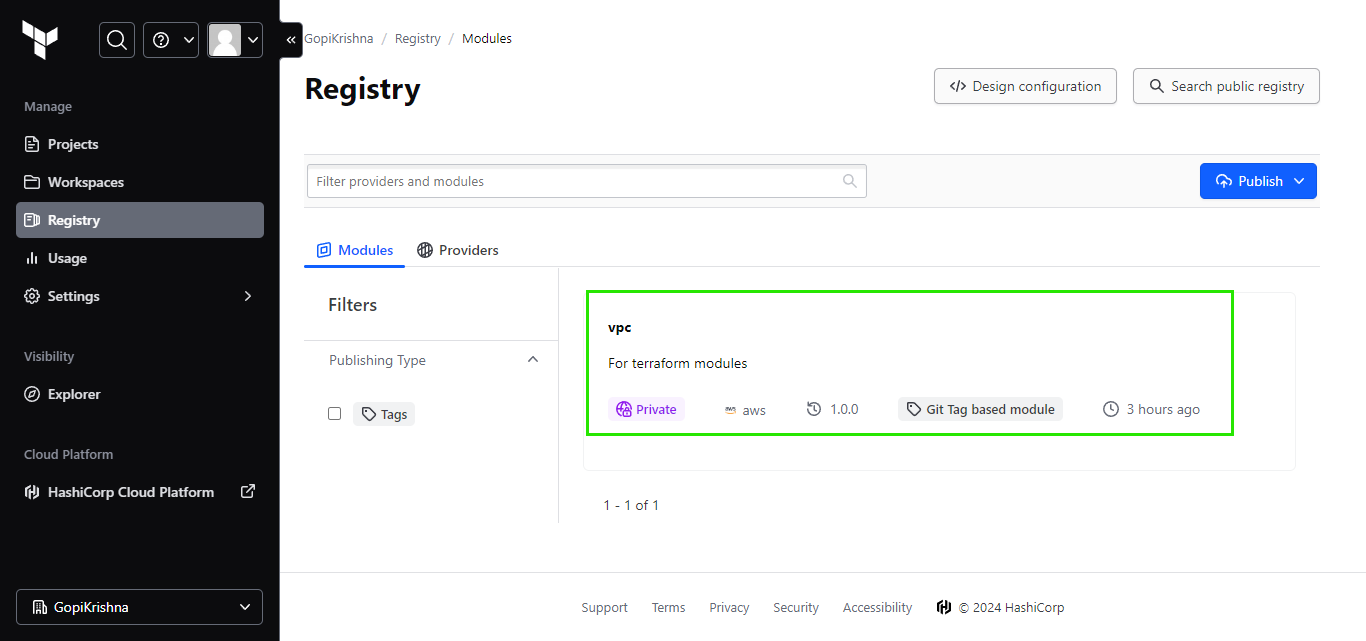 Manage
Projects
Workspaces
Registry
Usage
Settings
Visibility
Explorer
Cloud Platform
HashiCorp Cloud Platform
GopiKrishna
GopiKrishna / Registry / Modules
Registry
Design configuration
Search public registry
Filter providers and modules
Publish
Modules
Providers
Filters
Publishing Type
Tags
vpc
For terraform modules
Private aws 1.0.0 Git Tag based module 3 hours ago
1 - 1 of 1
Support Terms Privacy Security Accessibility © 2024 HashiCorp